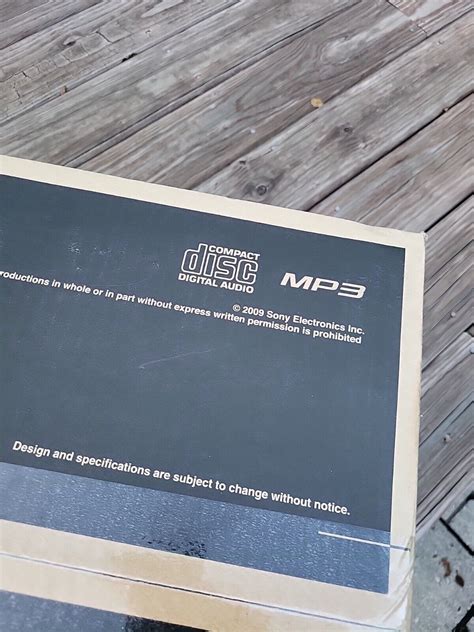 COMPACT
disc
DIGITAL AUDIO
MP3
© 2009 Sony Electronics Inc.
in whole or in part without express written permission is prohibited
Design and specifications are subject to change without notice.